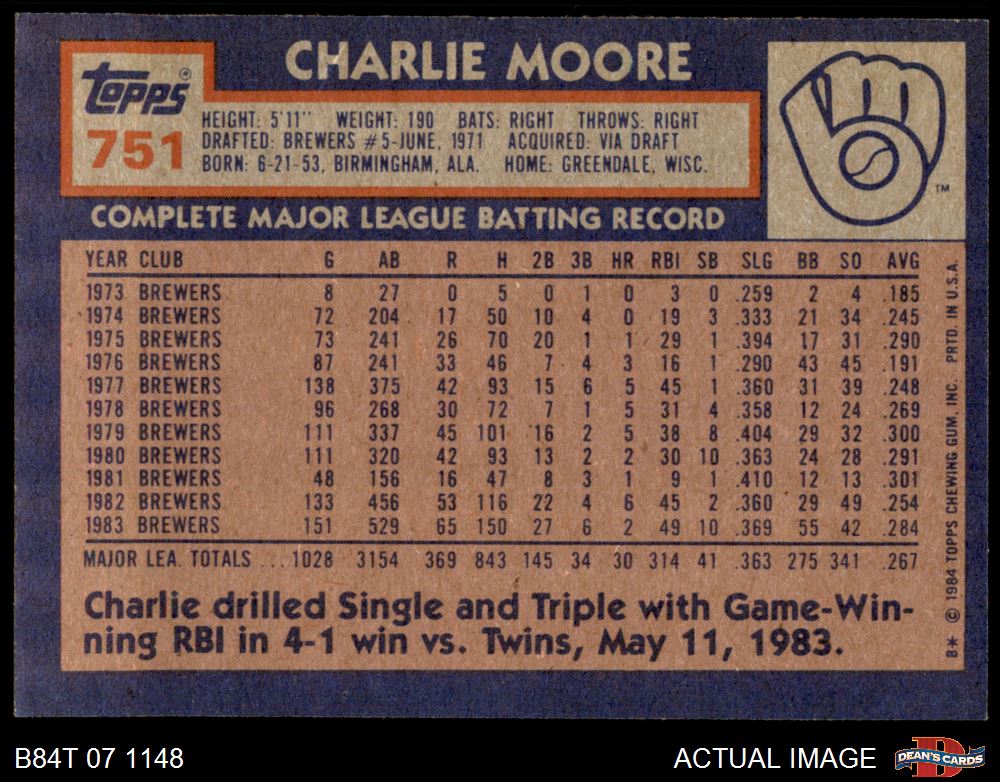 CHARLIE MOORE
topps®
751
HEIGHT: 5'11" WEIGHT: 190 BATS: RIGHT THROWS: RIGHT
DRAFTED: BREWERS #5-JUNE, 1971 ACQUIRED: VIA DRAFT
BORN: 6-21-53, BIRMINGHAM, ALA. HOME: GREENDALE, WISC.
TM
COMPLETE MAJOR LEAGUE BATTING RECORD
YEAR CLUB G AB R H 2B 3B HR RBI SB SLG BB SO AVG
1973 BREWERS 8 27 0 5 0 1 0 3 0 .259 2 4 .185
1974 BREWERS 72 204 17 50 10 4 0 19 3 .333 21 34 .245
1975 BREWERS 73 241 26 70 20 1 1 29 1 .394 17 31 .290
1976 BREWERS 87 241 33 46 7 4 3 16 1 .290 43 45 .191
1977 BREWERS 138 375 42 93 15 6 5 45 1 .360 31 39 .248
1978 BREWERS 96 268 30 72 7 1 5 31 4 .358 12 24 .269
1979 BREWERS 111 337 45 101 16 2 5 38 8 .404 29 32 .300
1980 BREWERS 111 320 42 93 13 2 2 30 10 .363 24 28 .291
1981 BREWERS 48 156 16 47 8 3 1 9 1 .410 12 13 .301
1982 BREWERS 133 456 53 116 22 4 6 45 2 .360 29 49 .254
1983 BREWERS 151 529 65 150 27 6 2 49 10 .369 55 42 .284
MAJOR LEA. TOTALS ... 1028 3154 369 843 145 34 30 314 41 .363 275 341 .267
Charlie drilled Single and Triple with Game-Win-
ning RBI in 4-1 win vs. Twins, May 11, 1983.
B* © 1984 TOPPS CHEWING GUM, INC. PRTD. IN U.S.A.
B84T 07 1148
ACTUAL IMAGE
DEAN'S CARDS